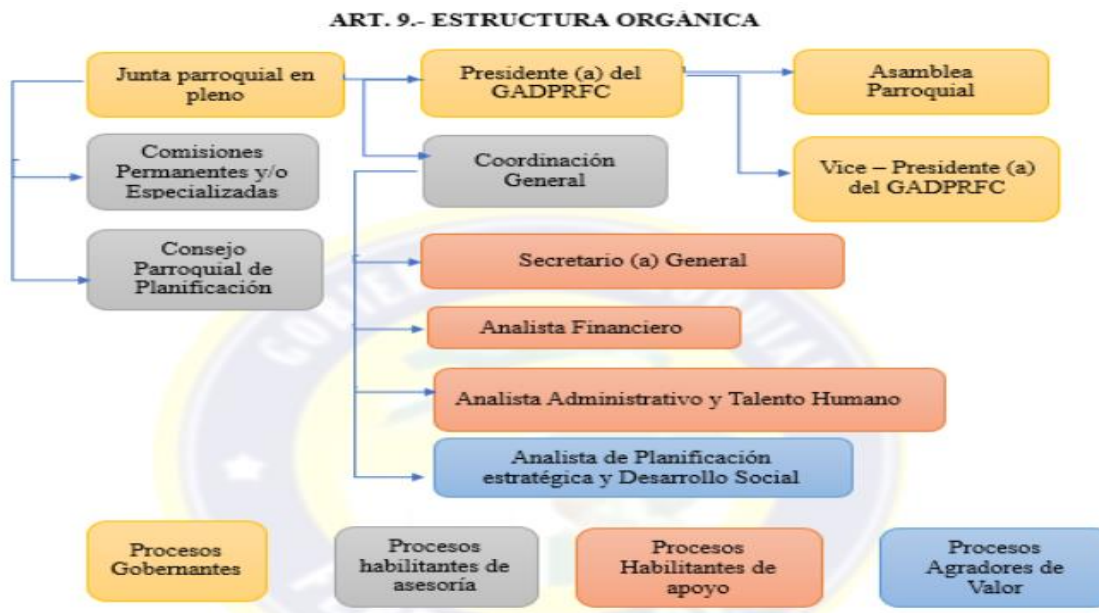 ART. 9.- ESTRUCTURA ORGÁNICA
Junta parroquial en
pleno
Presidente (a) del
GADPRFC
Asamblea
Parroquial
Comisiones
Permanentes y/o
Especializadas
Coordinación
General
Vice – Presidente (a)
del GADPRFC
Consejo
Parroquial de
Planificación
Secretario (a) General
Analista Financiero
Analista Administrativo y Talento Humano
Analista de Planificación
estratégica y Desarrollo Social
Procesos
Gobernantes
Procesos
habilitantes de
asesoría
Procesos
Habilitantes de
apoyo
Procesos
Agradores de
Valor